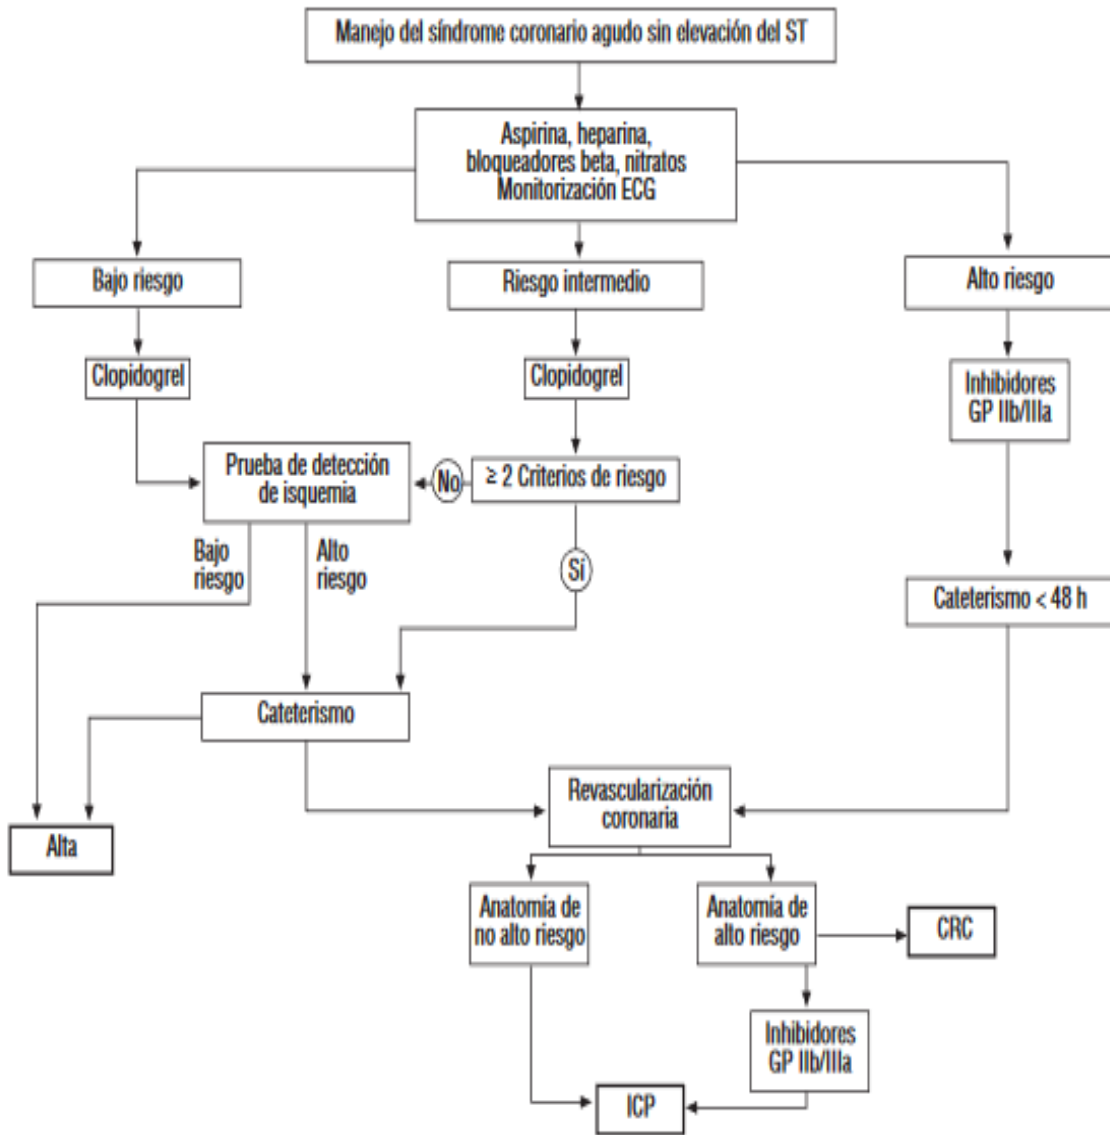 Manejo del síndrome coronario agudo sin elevación del ST
Aspirina, heparina,
bloqueadores beta, nitratos
Monitorización ECG
Bajo riesgo
Riesgo intermedio
Alto riesgo
Clopidogrel
Clopidogrel
Inhibidores
GP IIb/IIIa
Prueba de detección
de isquemia
No
≥ 2 Criterios de riesgo
Bajo
riesgo
Alto
riesgo
Sí
Cateterismo < 48 h
Cateterismo
Revascularización
coronaria
Alta
Anatomía de
no alto riesgo
Anatomía de
alto riesgo
CRC
Inhibidores
GP IIb/IIIa
ICP